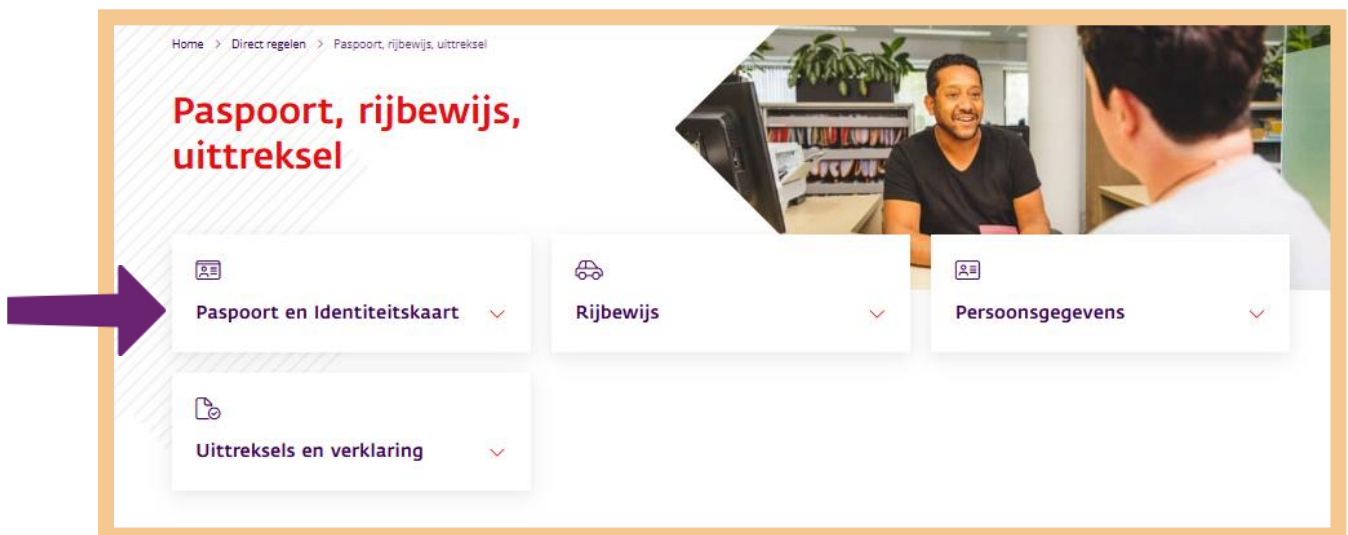 Home > Direct regelen > Paspoort, rijbewijs, uittreksel
Paspoort, rijbewijs,
uittreksel
Paspoort en Identiteitskaart
Rijbewijs
Persoonsgegevens
Uittreksels en verklaring